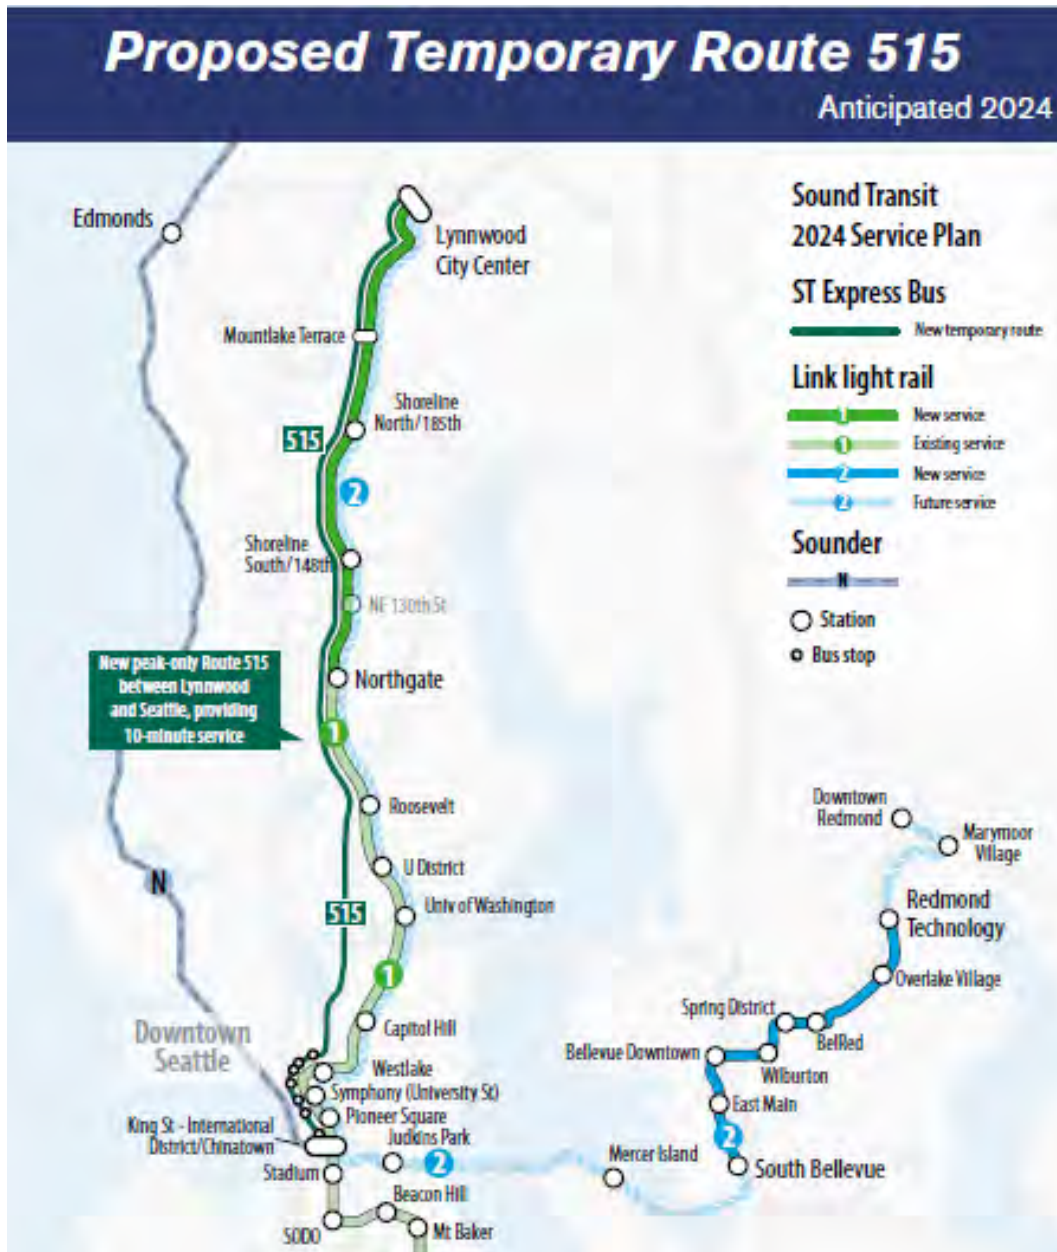 Proposed Temporary Route 515
Anticipated 2024
Sound Transit
2024 Service Plan
ST Express Bus
New temporary route
Link light rail
1 New service
1 Existing service
2 New service
2 Future service
Sounder
N
Station
Bus stop
Edmonds
Lynnwood
City Center
Mountlake Terrace
Shoreline
North/185th
515
2
Shoreline
South/148th
NE 130th St
New peak-only Route 515
between Lynnwood
and Seattle, providing
10-minute service
Northgate
1
Roosevelt
U District
Univ of Washington
N
515
1
Capitol Hill
Downtown
Seattle
Westlake
Symphony (University St)
Pioneer Square
King St - International
District/Chinatown
Judkins Park
2
Stadium
Beacon Hill
SODO
Mt Baker
Downtown
Redmond
Marymoor
Village
Redmond
Technology
Overlake Village
Spring District
BelRed
Bellevue Downtown
Wilburton
East Main
2
Mercer Island
South Bellevue